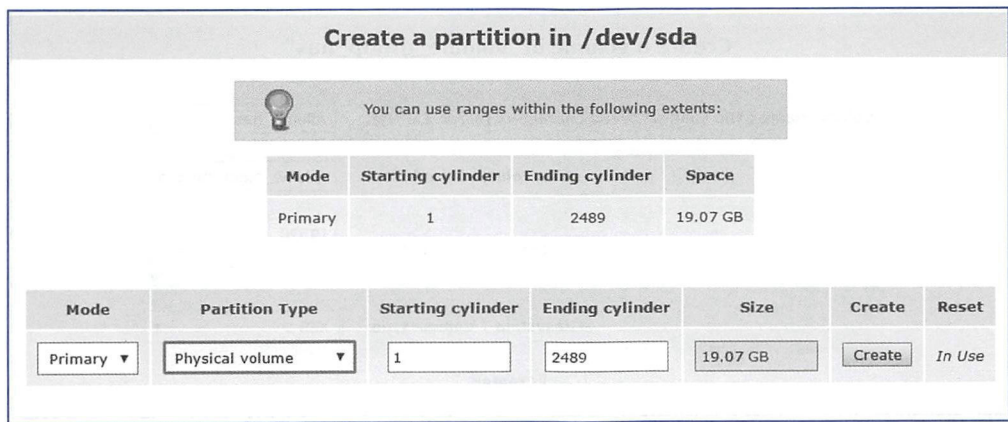 Create a partition in /dev/sda
You can use ranges within the following extents:
Mode Starting cylinder Ending cylinder Space
Primary 1 2489 19.07 GB
Mode Partition Type Starting cylinder Ending cylinder Size Create Reset
Primary Physical volume 1 2489 19.07 GB Create In Use